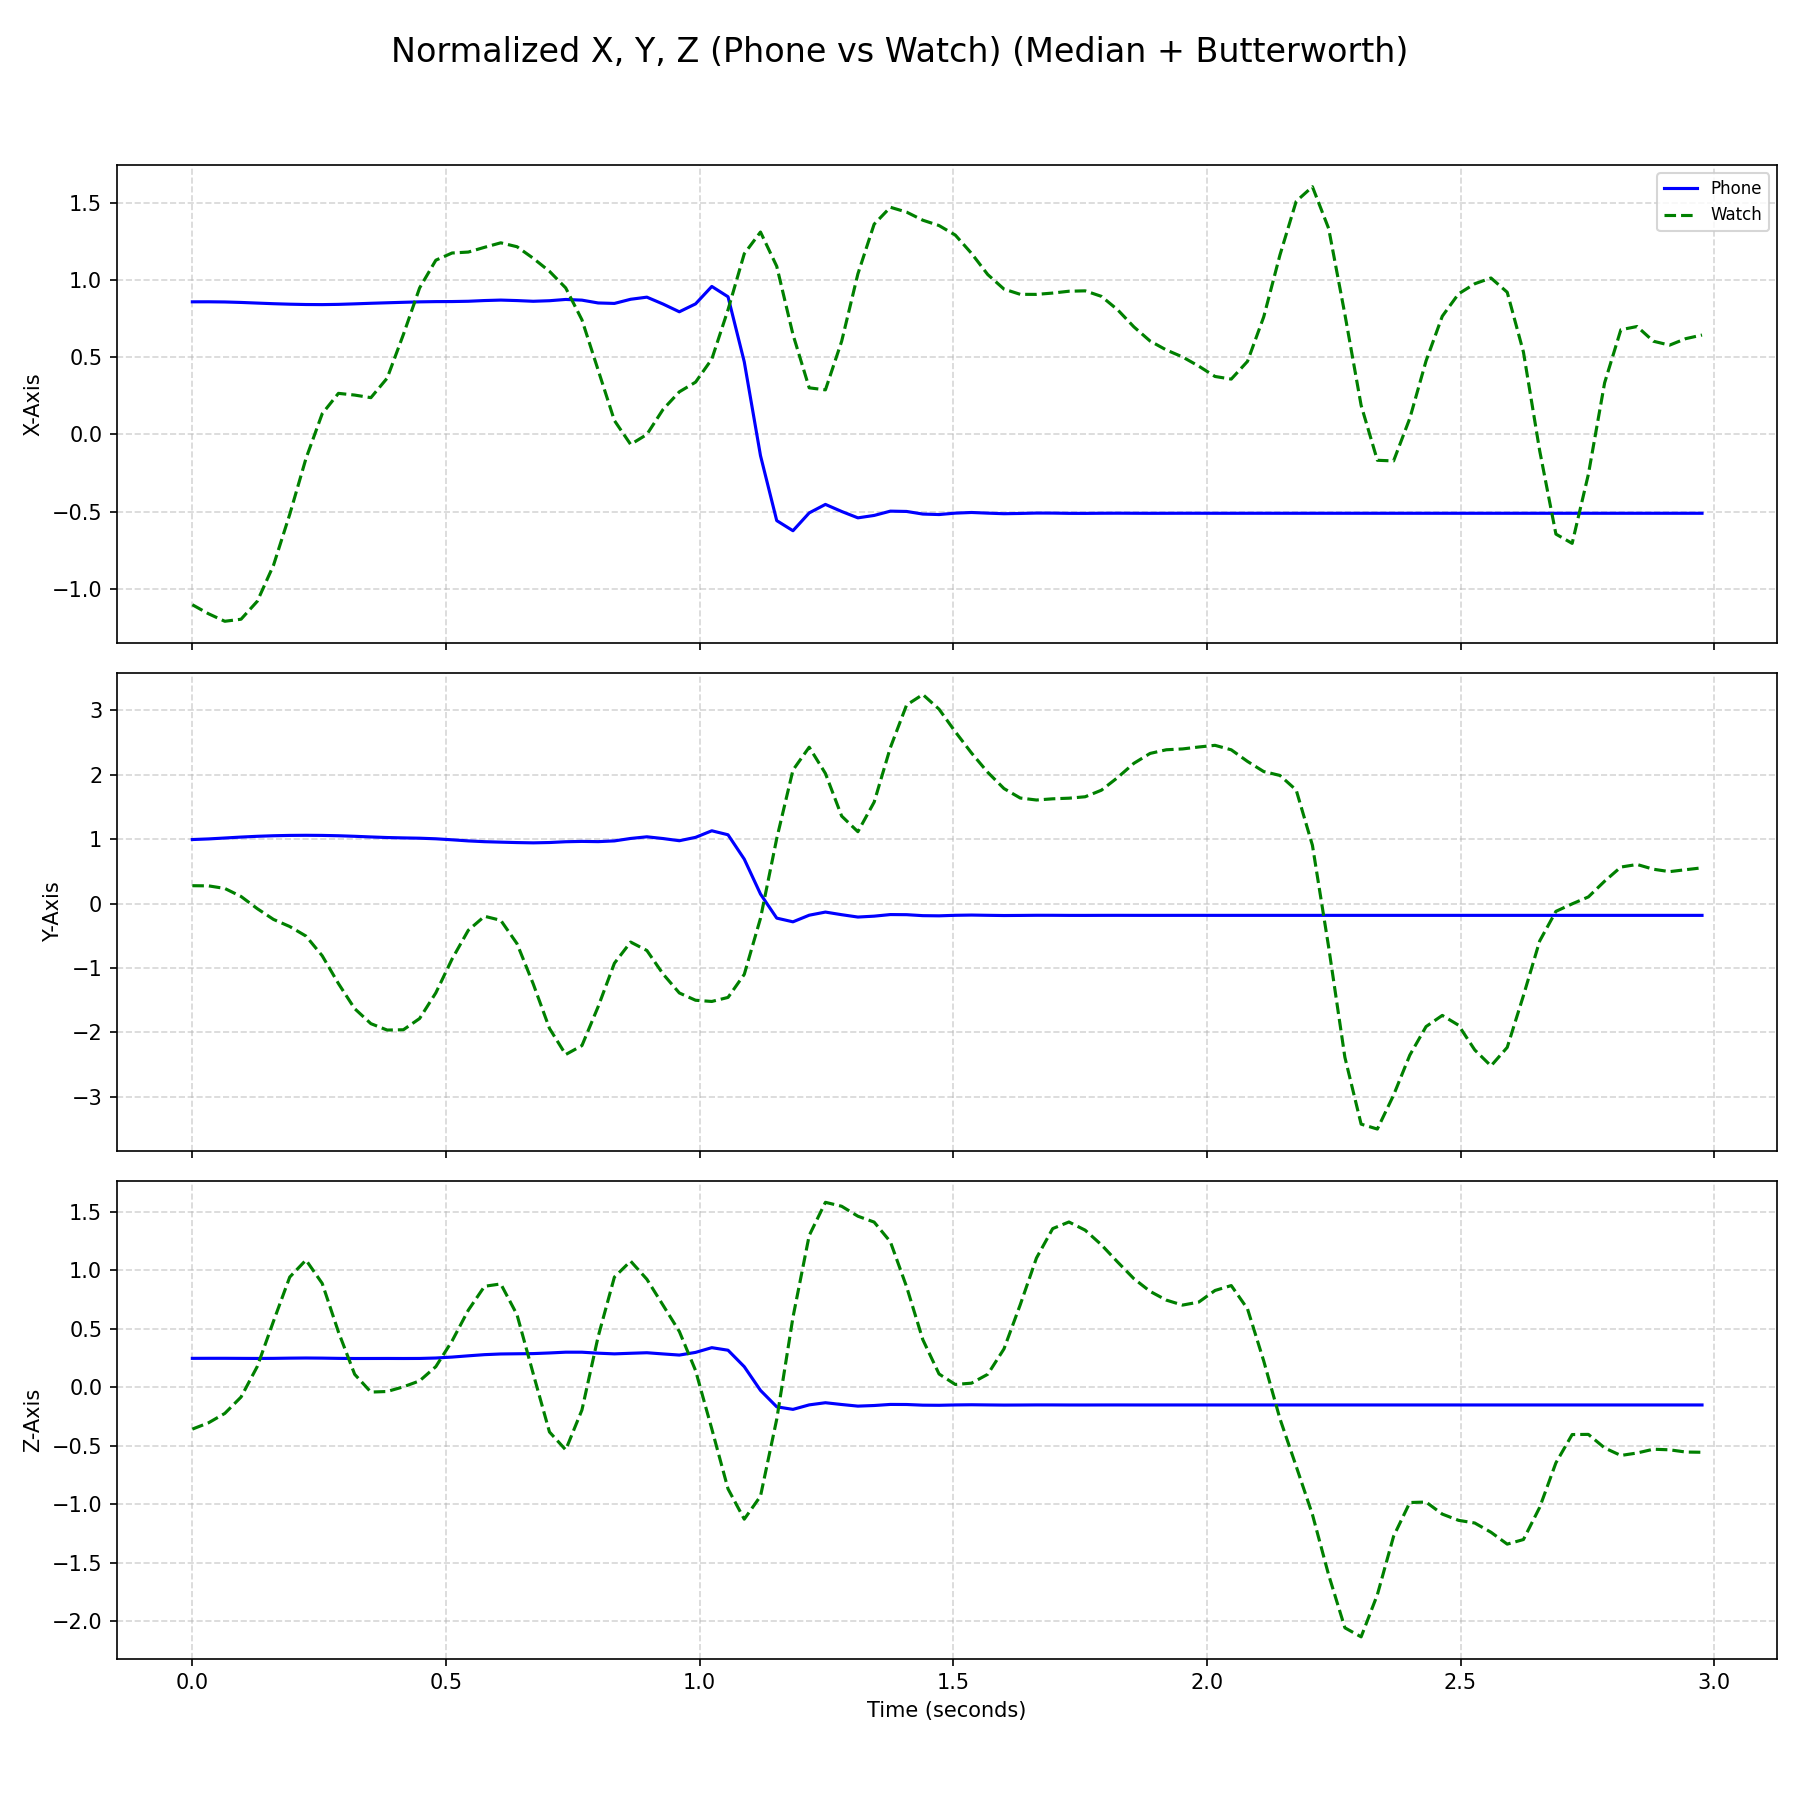 Normalized X, Y, Z (Phone vs Watch) (Median + Butterworth)
Phone
Watch
X-Axis
1.5
1.0
0.5
0.0
−0.5
−1.0
Y-Axis
3
2
1
0
−1
−2
−3
Z-Axis
1.5
1.0
0.5
0.0
−0.5
−1.0
−1.5
−2.0
0.0 0.5 1.0 1.5 2.0 2.5 3.0
Time (seconds)